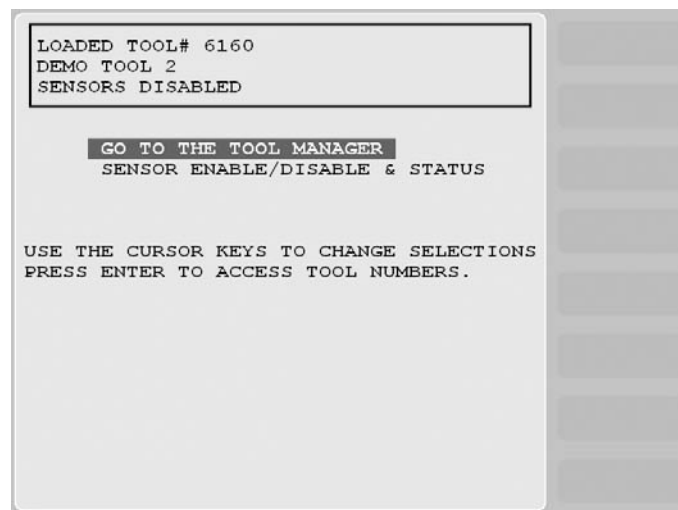 LOADED TOOL# 6160
DEMO TOOL 2
SENSORS DISABLED
GO TO THE TOOL MANAGER
SENSOR ENABLE/DISABLE & STATUS
USE THE CURSOR KEYS TO CHANGE SELECTIONS
PRESS ENTER TO ACCESS TOOL NUMBERS.